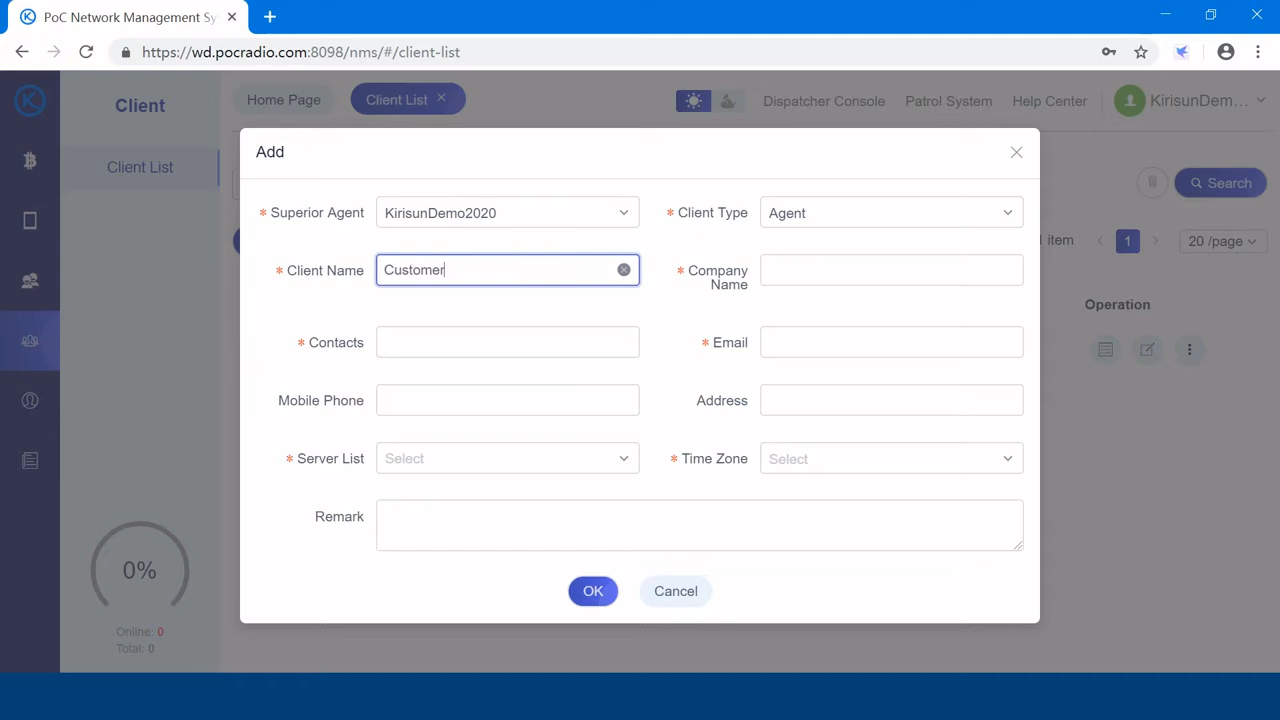 PoC Network Management Sy
https://wd.pocradio.com:8098/nms/#/client-list
Client
Home Page
Client List
Dispatcher Console
Patrol System
Help Center
KirisunDem...
Client List
Search
Add
* Superior Agent
KirisunDemo2020
* Client Type
Agent
* Client Name
Customer
* Company Name
item
1
20 /page
Operation
* Contacts
* Email
Mobile Phone
Address
* Server List
Select
* Time Zone
Select
Remark
OK
Cancel
0%
Online: 0
Total: 0